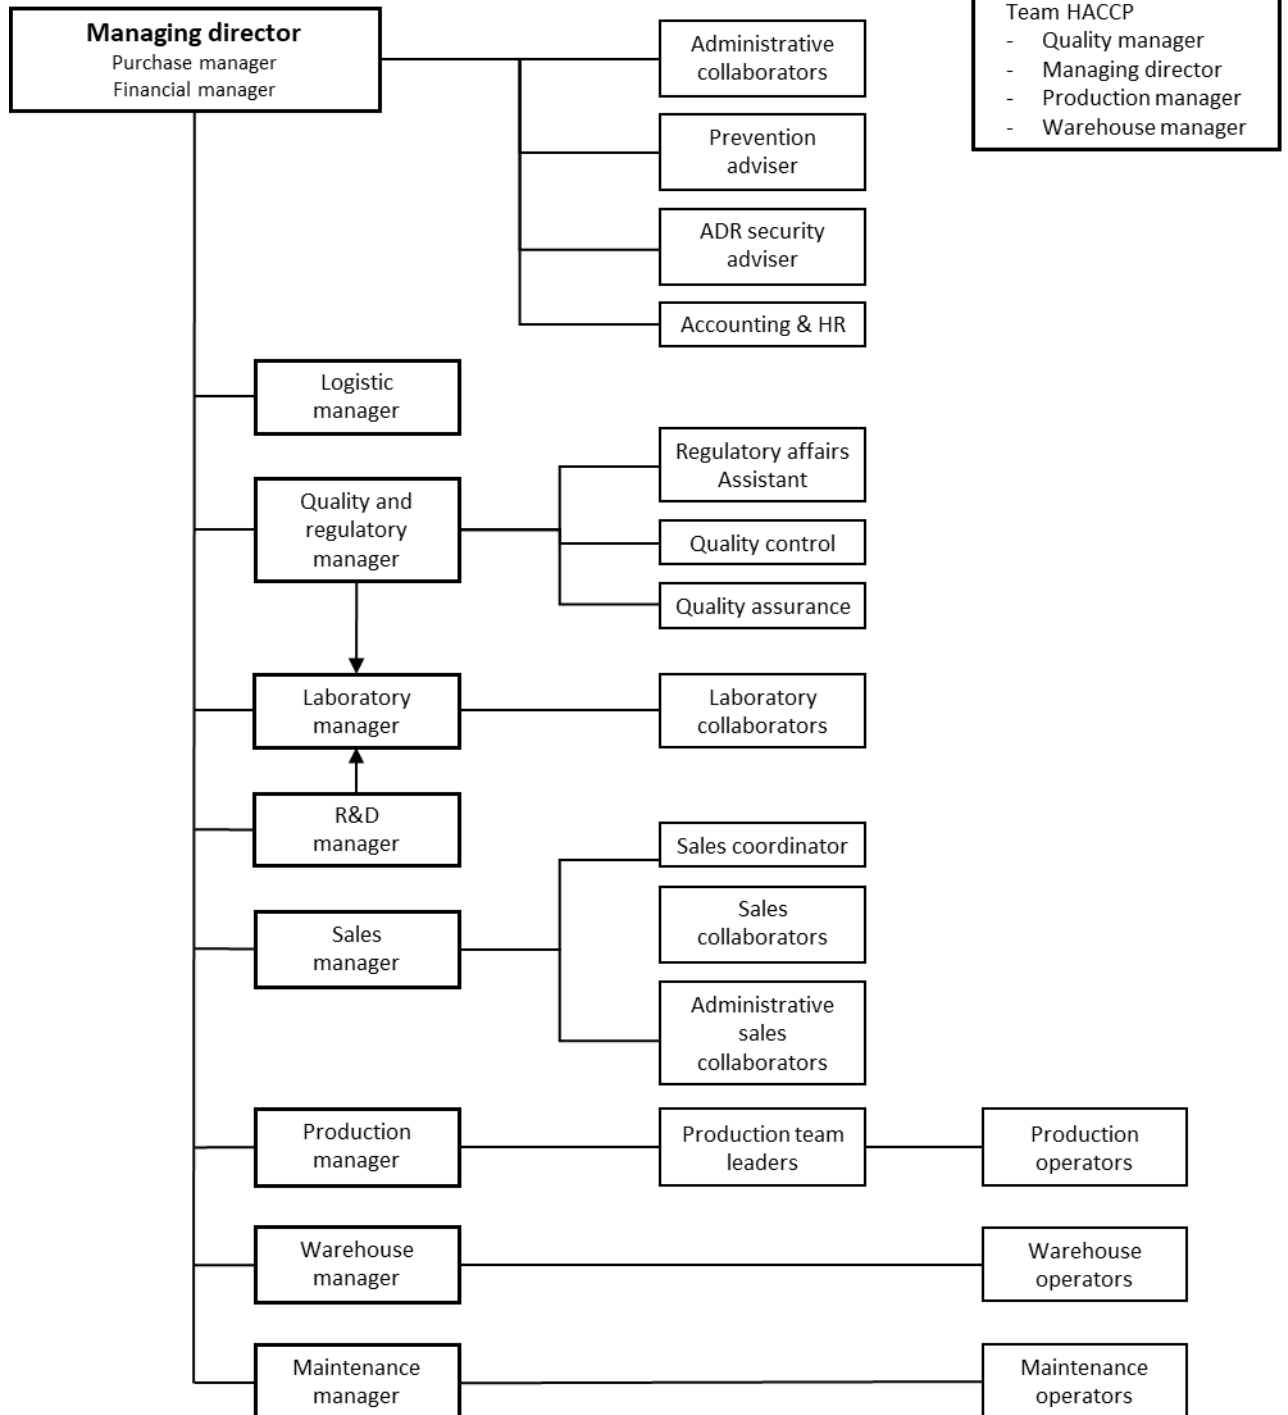 Managing director
Purchase manager
Financial manager
Administrative
collaborators
Team HACCP
- Quality manager
- Managing director
- Production manager
- Warehouse manager
Prevention
adviser
ADR security
adviser
Accounting & HR
Logistic
manager
Quality and
regulatory
manager
Regulatory affairs
Assistant
Quality control
Quality assurance
Laboratory
manager
Laboratory
collaborators
R&D
manager
Sales
manager
Sales coordinator
Sales
collaborators
Administrative
sales
collaborators
Production
manager
Production team
leaders
Production
operators
Warehouse
manager
Warehouse
operators
Maintenance
manager
Maintenance
operators